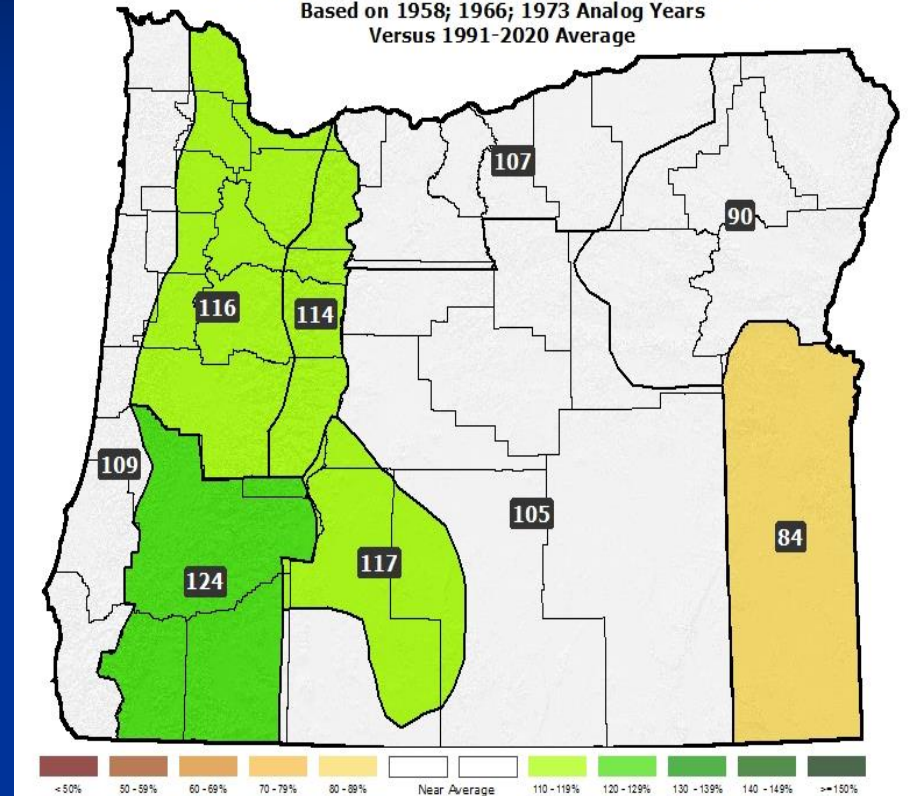 Based on 1958; 1966; 1973 Analog Years
Versus 1991-2020 Average
107
90
116
114
109
105
84
117
124
< 50%
50 - 59%
60 - 69%
70 - 79%
80 - 89%
Near Average
110 - 119%
120 - 129%
130 - 139%
140 - 149%
>= 150%